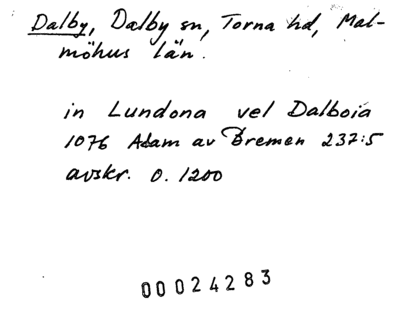 Dalby, Dalby sn, Torna hd, Mal-
möhus län.
in Lundona vel Dalboia
1076 Adam av Bremen 237:5
avskr. o. 1200
00024283